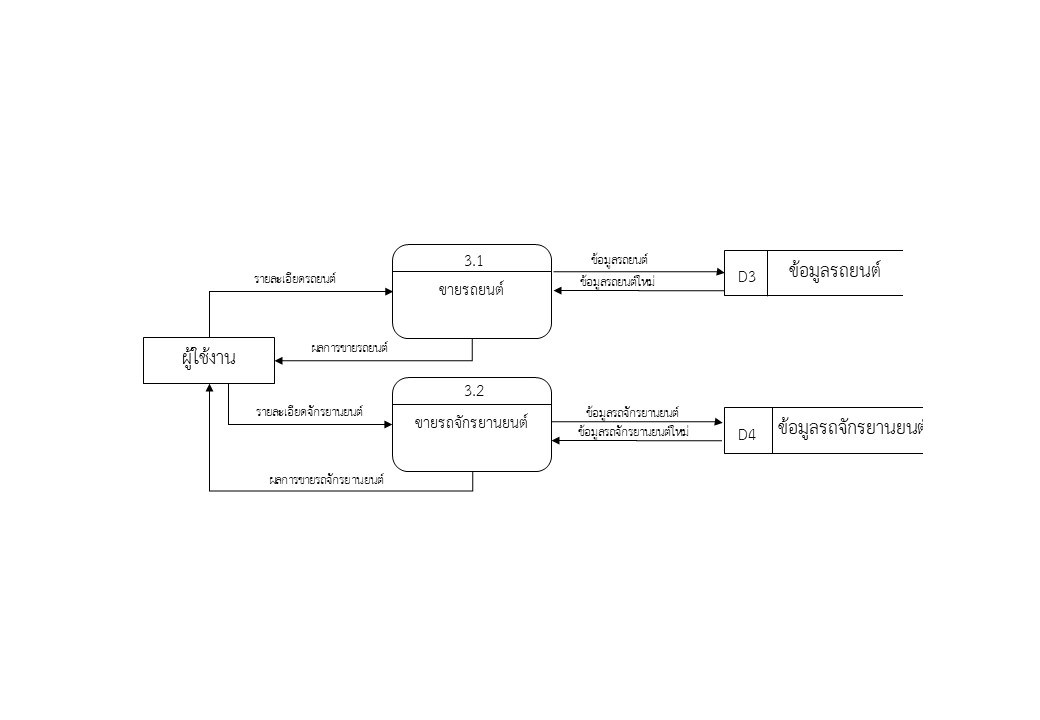 3.1
ขายรถยนต์
ข้อมูลรถยนต์
ข้อมูลรถยนต์ใหม่
D3
ข้อมูลรถยนต์
รายละเอียดรถยนต์
ผลการขายรถยนต์
ผู้ใช้งาน
3.2
ขายรถจักรยานยนต์
รายละเอียดจักรยานยนต์
ข้อมูลรถจักรยานยนต์
ข้อมูลรถจักรยานยนต์ใหม่
D4
ข้อมูลรถจักรยานยนต์
ผลการขายรถจักรยานยนต์